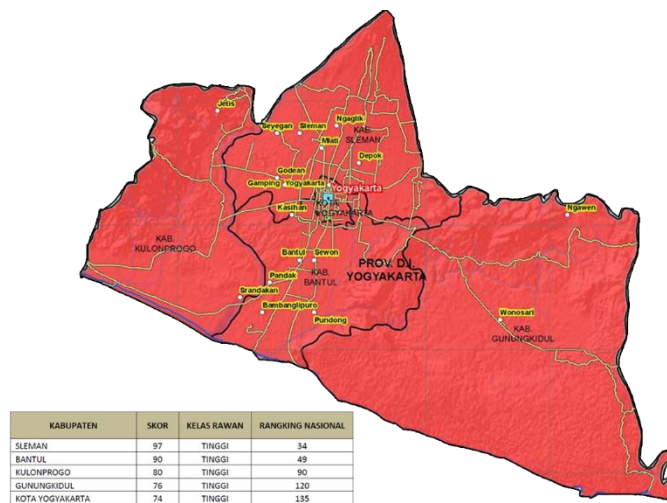 Jetis
Seyegan
Sleman
Ngaglik
KAB.
SLEMAN
Mlati
Depok
Godean
Gamping
Yogyakarta
Yogyakarta
Kasihan
YOGYAKARTA
Ngawen
KAB.
KULONPROGO
Bantul
Sewon
KAB.
BANTUL
PROV. D.I.
YOGYAKARTA
Pandak
Srandakan
Bambanglipuro
Pundong
Wonosari
KAB.
GUNUNGKIDUL
KABUPATEN SKOR KELAS RAWAN RANGKING NASIONAL
SLEMAN 97 TINGGI 34
BANTUL 90 TINGGI 49
KULONPROGO 80 TINGGI 90
GUNUNGKIDUL 76 TINGGI 120
KOTA YOGYAKARTA 74 TINGGI 135